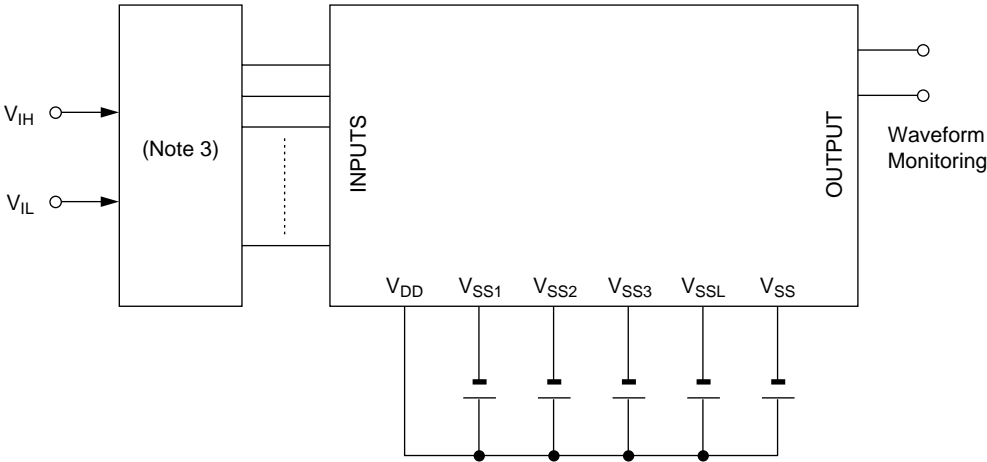 V_IH
V_IL
(Note 3)
INPUTS
OUTPUT
Waveform
Monitoring
V_DD V_SS1 V_SS2 V_SS3 V_SSL V_SS